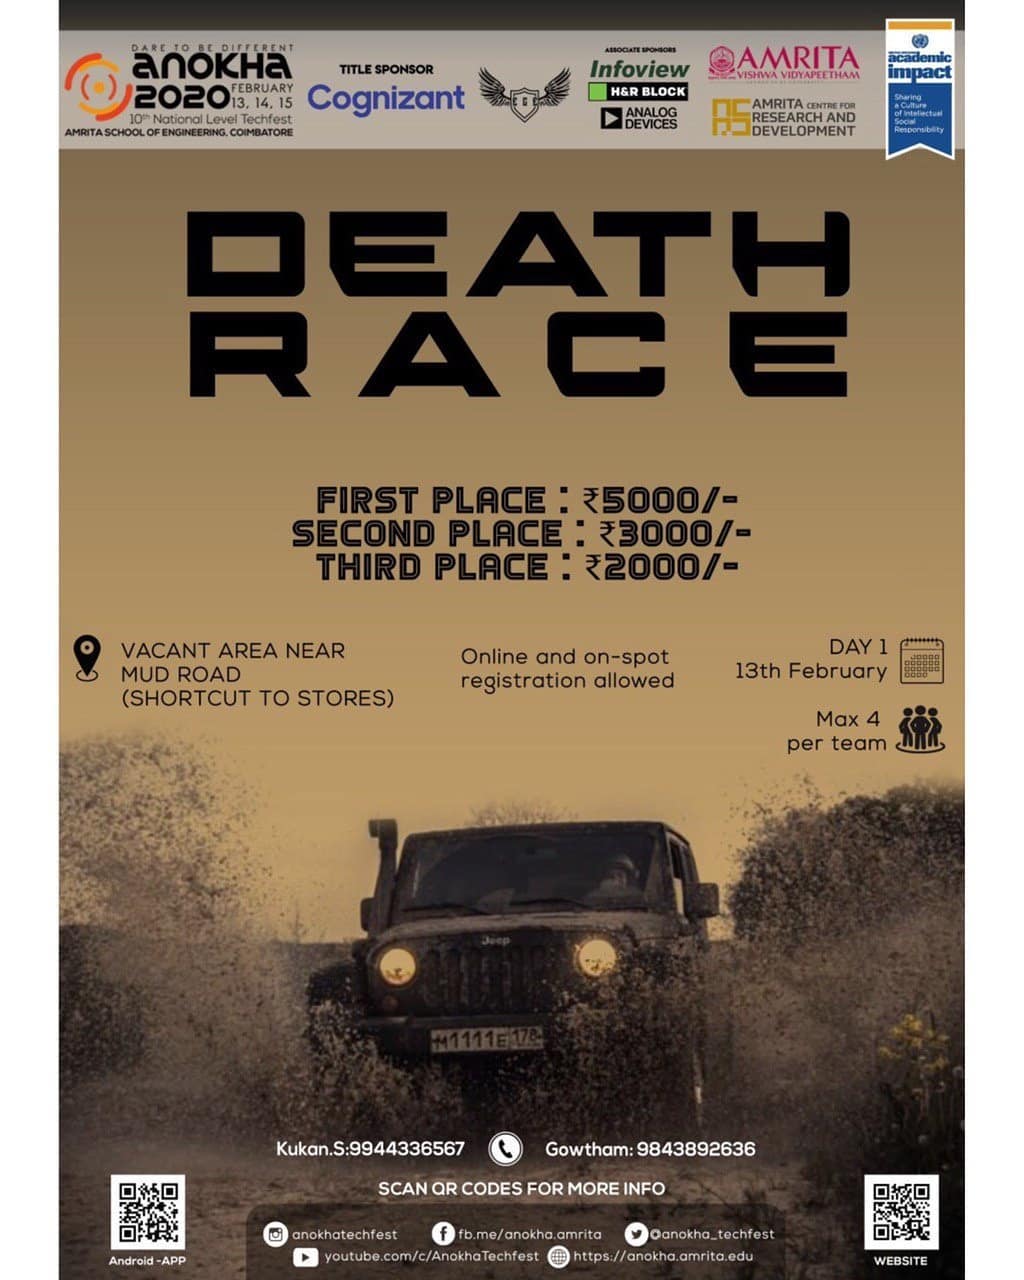 DARE TO BE DIFFERENT
anOKHa
2020 FEBRUARY 13, 14, 15
10th National Level Techfest
AMRITA SCHOOL OF ENGINEERING, COIMBATORE
TITLE SPONSOR
Cognizant
EGE
ASSOCIATE SPONSORS
Infoview
H&R BLOCK
ANALOG
DEVICES
AMRITA
VISHWA VIDYAPEETHAM
AMRITA CENTRE FOR
RESEARCH AND
DEVELOPMENT
academic
impact
Sharing
a Culture
of Intellectual
Social
Responsibility
DEATH
RACE
FIRST PLACE : ₹5000/-
SECOND PLACE : ₹3000/-
THIRD PLACE : ₹2000/-
VACANT AREA NEAR
MUD ROAD
(SHORTCUT TO STORES)
Online and on-spot
registration allowed
DAY 1
13th February
Max 4
per team
Jeep
M1111E 178
Kukan.S:9944336567
Gowtham: 9843892636
SCAN QR CODES FOR MORE INFO
anokhatechfest
fb.me/anokha.amrita
@anokha_techfest
youtube.com/c/AnokhaTechfest
https://anokha.amrita.edu
Android -APP
WEBSITE